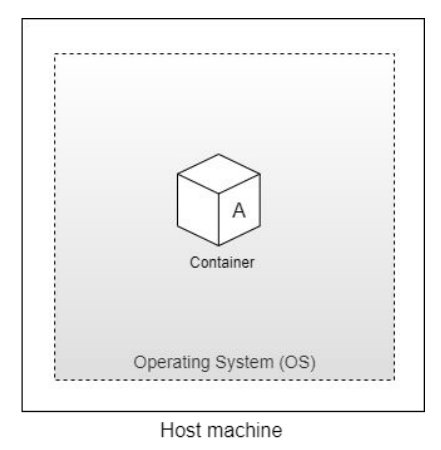 A
Container
Operating System (OS)
Host machine